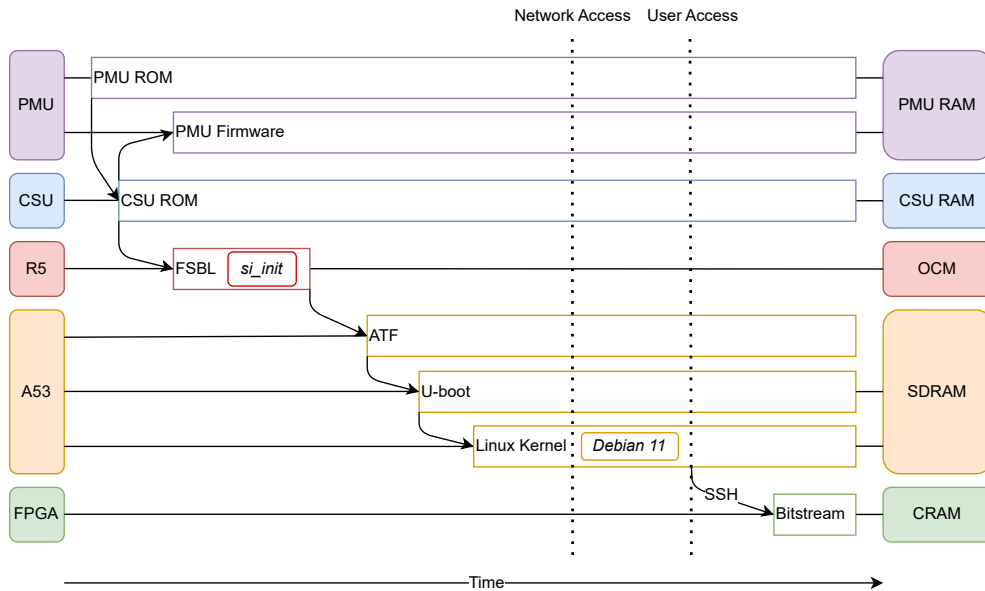 Network Access
User Access
PMU
PMU ROM
PMU RAM
PMU Firmware
CSU
CSU ROM
CSU RAM
R5
FSBL
si_init
OCM
ATF
A53
U-boot
SDRAM
Linux Kernel
Debian 11
SSH
FPGA
Bitstream
CRAM
Time